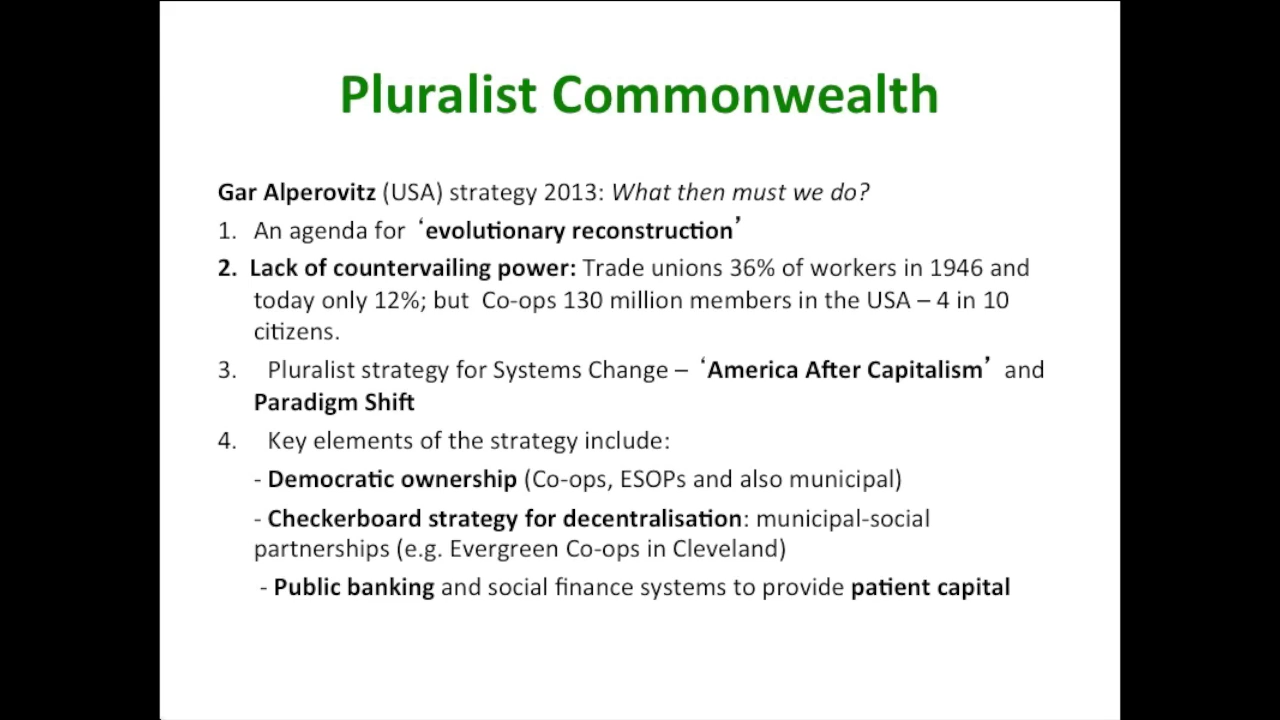 Pluralist Commonwealth
Gar Alperovitz (USA) strategy 2013: What then must we do?
1. An agenda for ‘evolutionary reconstruction’
2. Lack of countervailing power: Trade unions 36% of workers in 1946 and
today only 12%; but Co-ops 130 million members in the USA – 4 in 10
citizens.
3. Pluralist strategy for Systems Change – ‘America After Capitalism’ and
Paradigm Shift
4. Key elements of the strategy include:
- Democratic ownership (Co-ops, ESOPs and also municipal)
- Checkerboard strategy for decentralisation: municipal-social
partnerships (e.g. Evergreen Co-ops in Cleveland)
- Public banking and social finance systems to provide patient capital